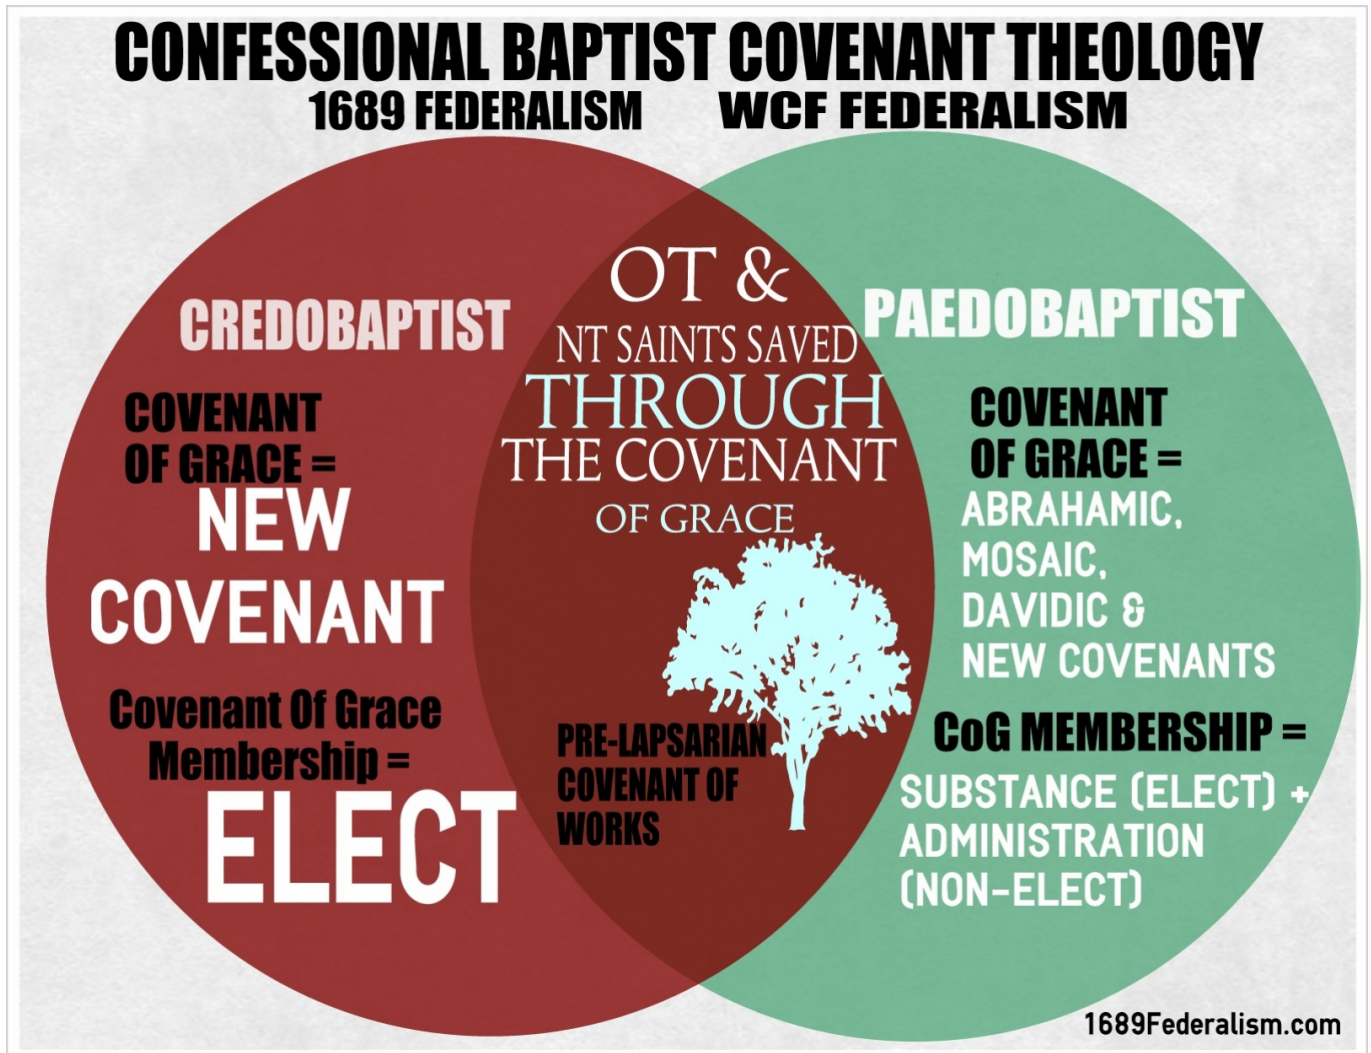 CONFESSIONAL BAPTIST COVENANT THEOLOGY
1689 FEDERALISM
WCF FEDERALISM
CREDOBAPTIST
COVENANT
OF GRACE =
NEW
COVENANT
Covenant Of Grace
Membership =
ELECT
OT &
NT SAINTS SAVED
THROUGH
THE COVENANT
OF GRACE
PRE-LAPSARIAN
COVENANT OF
WORKS
PAEDOBAPTIST
COVENANT
OF GRACE =
ABRAHAMIC,
MOSAIC,
DAVIDIC &
NEW COVENANTS
CoG MEMBERSHIP =
SUBSTANCE (ELECT) +
ADMINISTRATION
(NON-ELECT)
1689Federalism.com